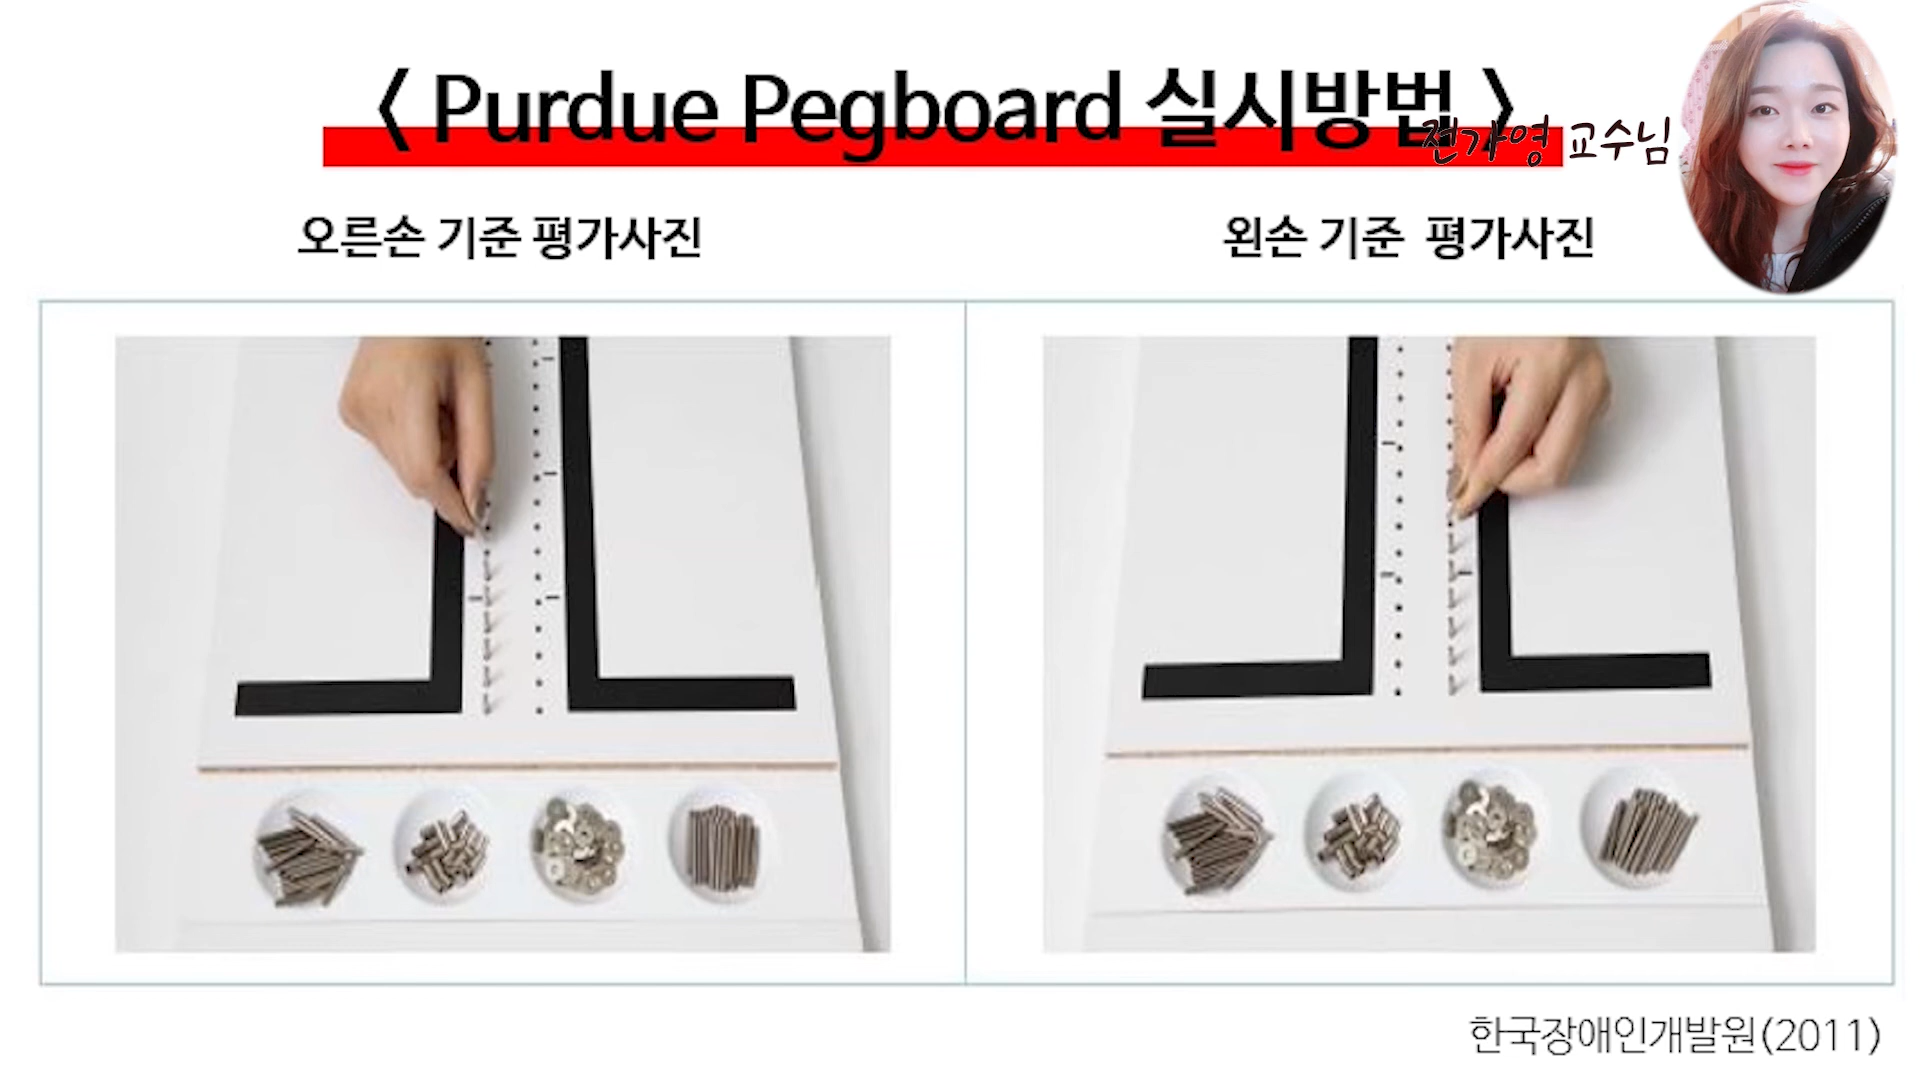 < Purdue Pegboard 실시방법 >
전가영 교수님
오른손 기준 평가사진
왼손 기준 평가사진
한국장애인개발원(2011)